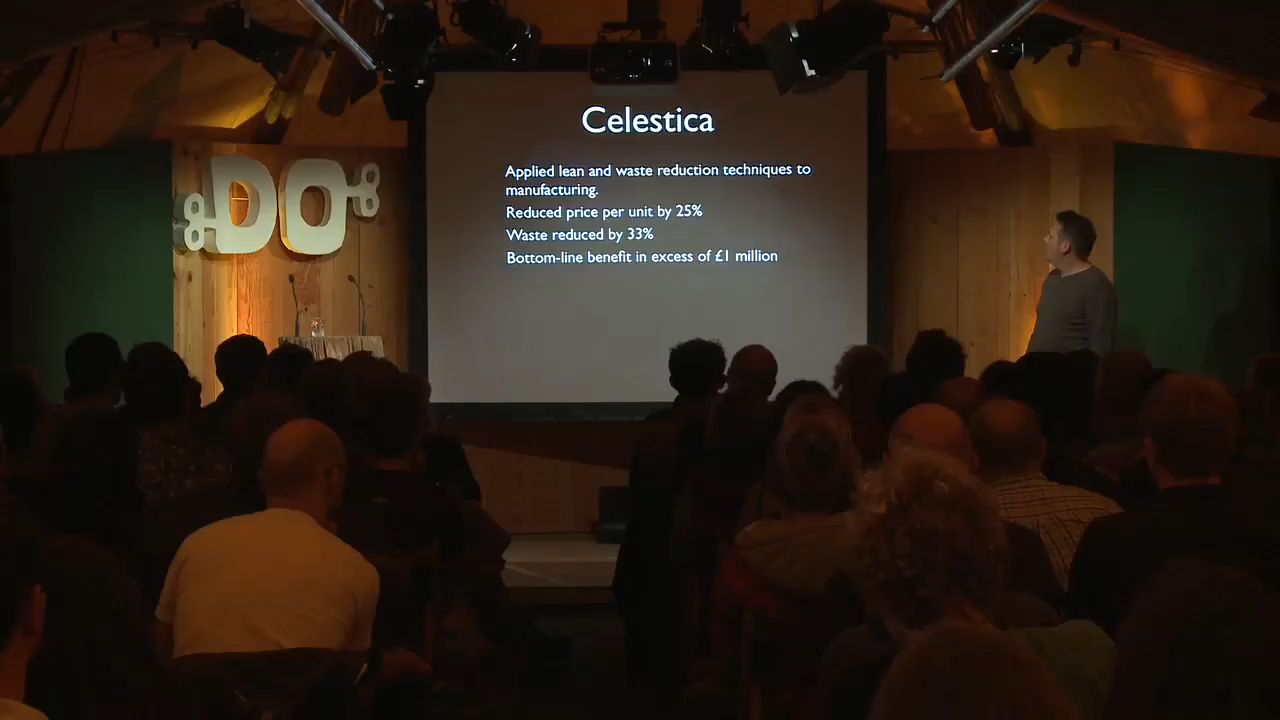 Celestica
DO
Applied lean and waste reduction techniques to
manufacturing.
Reduced price per unit by 25%
Waste reduced by 33%
Bottom-line benefit in excess of £1 million